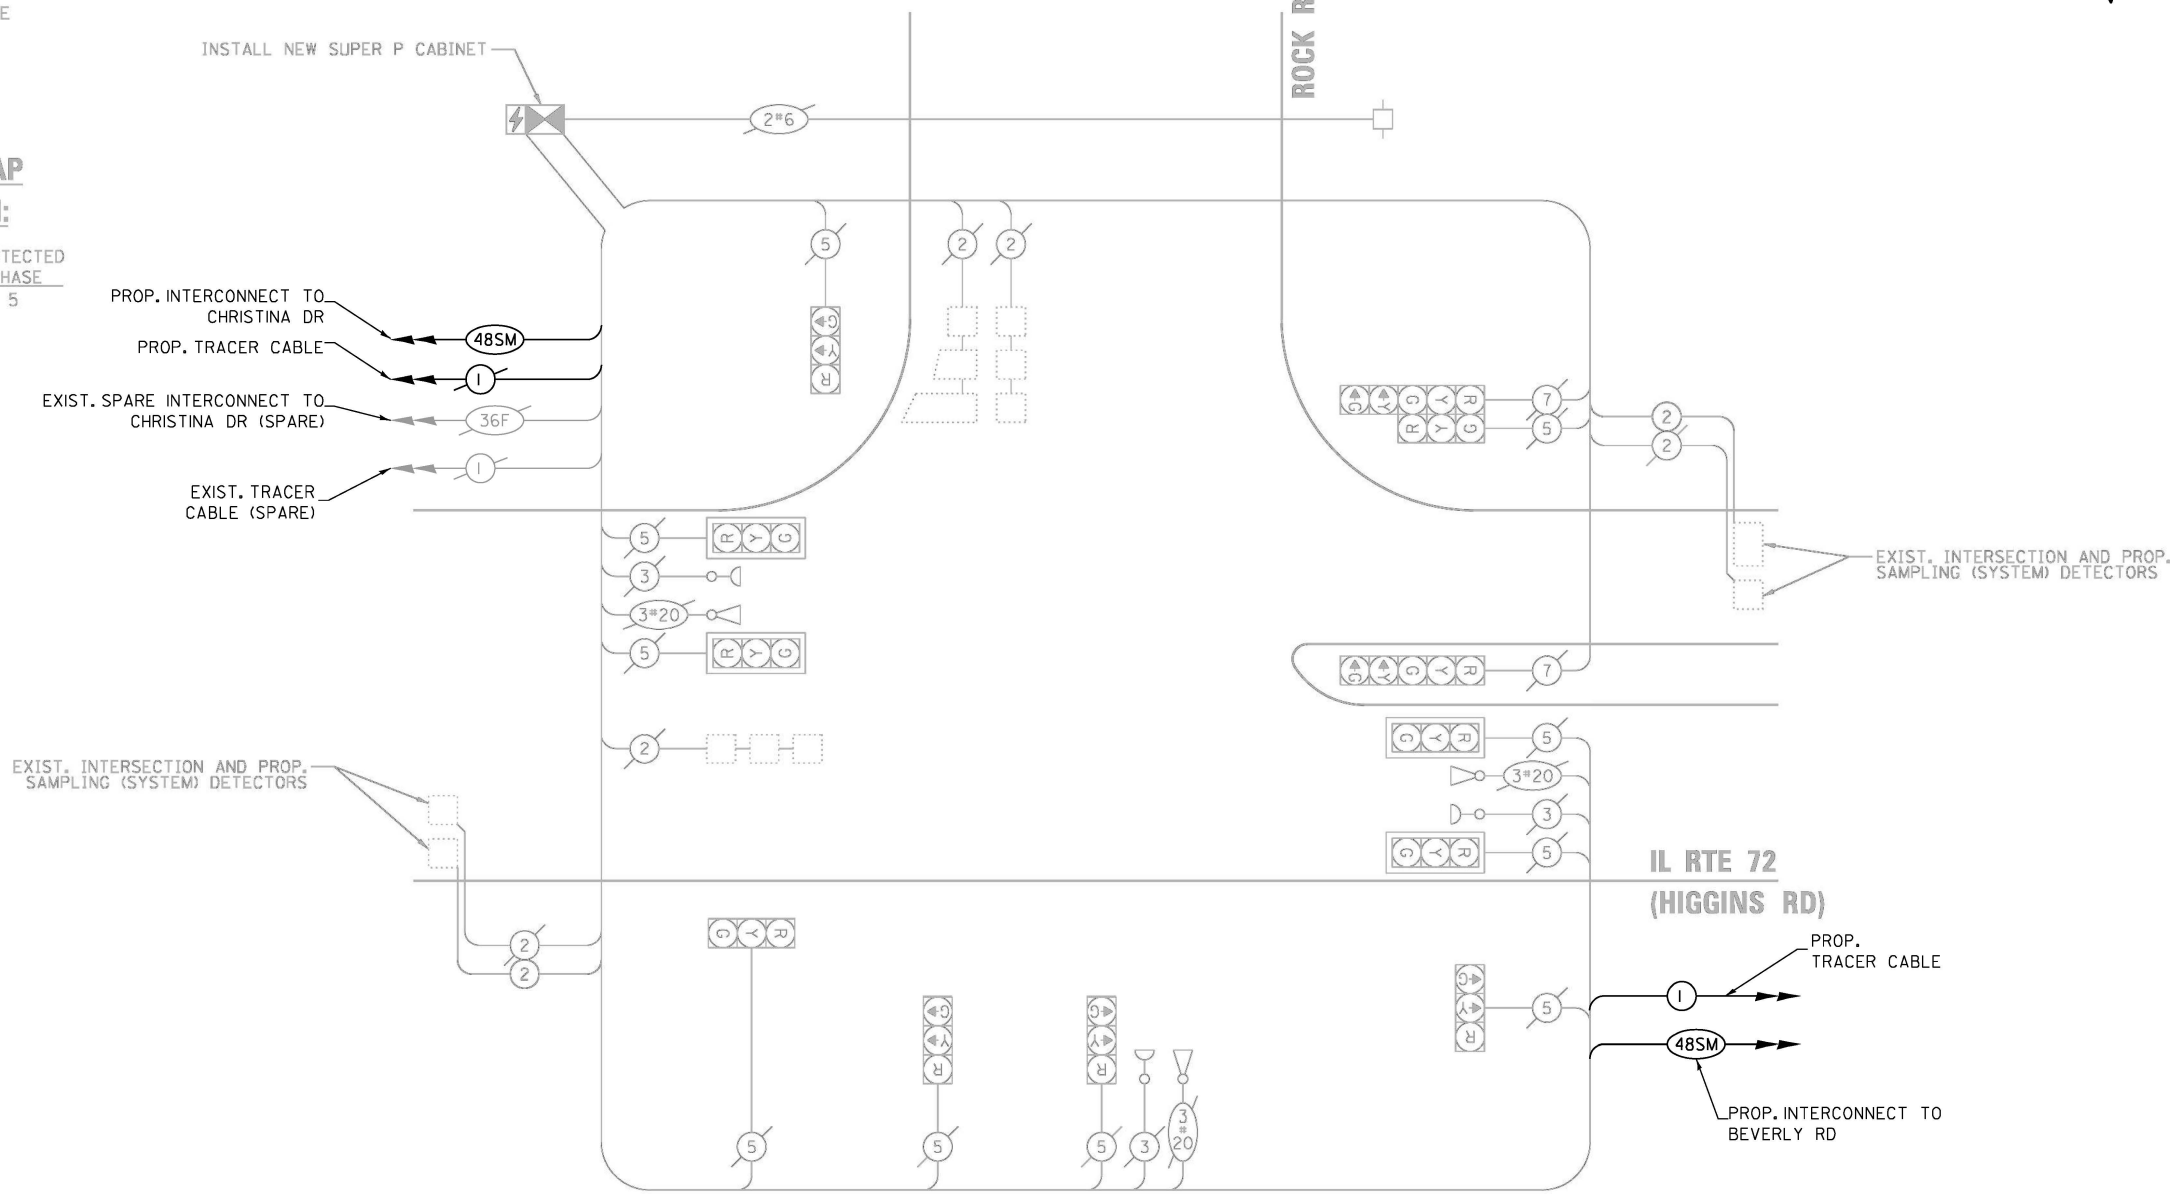 E
INSTALL NEW SUPER P CABINET
ROCK R
2#6
AP
:
TECTED
HASE
5
5
2
2
G
Y
R
PROP. INTERCONNECT TO
CHRISTINA DR
48SM
PROP. TRACER CABLE
1
EXIST. SPARE INTERCONNECT TO
CHRISTINA DR (SPARE)
36F
1
EXIST. TRACER
CABLE (SPARE)
G Y G Y R 7
R Y G 5
2
2
5 R Y G
3
3#20
5 R Y G
EXIST. INTERSECTION AND PROP.
SAMPLING (SYSTEM) DETECTORS
G Y G Y R 7
2
G Y R 5
3#20
3
G Y R 5
EXIST. INTERSECTION AND PROP.
SAMPLING (SYSTEM) DETECTORS
IL RTE 72
(HIGGINS RD)
2
2
G Y R
5
G
Y
R
5
G
Y
R
5
3
3
#
20
G
Y
R
5
PROP.
TRACER CABLE
1
48SM
PROP. INTERCONNECT TO
BEVERLY RD